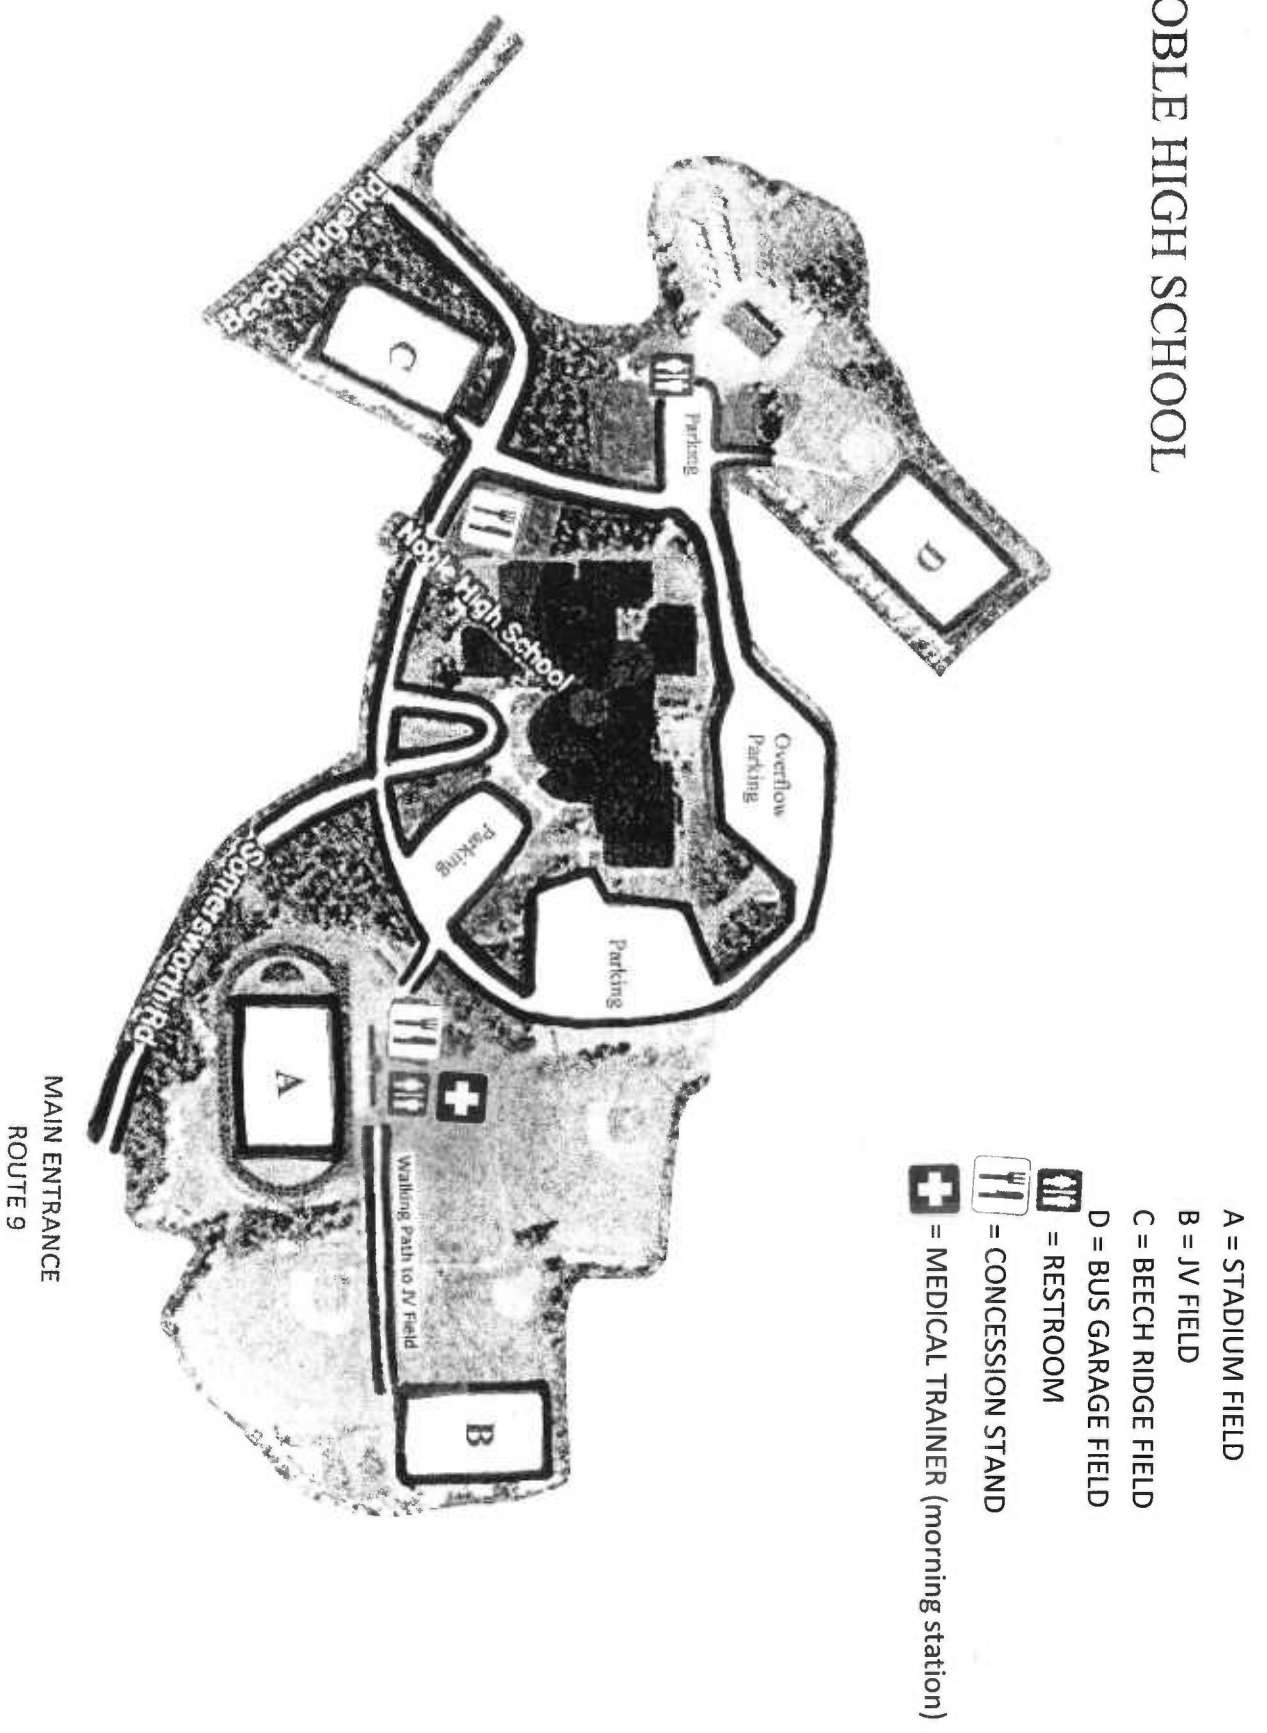 OBLE HIGH SCHOOL
A = STADIUM FIELD
B = JV FIELD
C = BEECH RIDGE FIELD
D = BUS GARAGE FIELD
= RESTROOM
= CONCESSION STAND
= MEDICAL TRAINER (morning station)
D
Parking
Overflow
Parking
C
Beech Ridge Rd
Noble High School
Parking
Parking
Somersworth Rd
A
Walking Path to JV Field
B
MAIN ENTRANCE
ROUTE 9